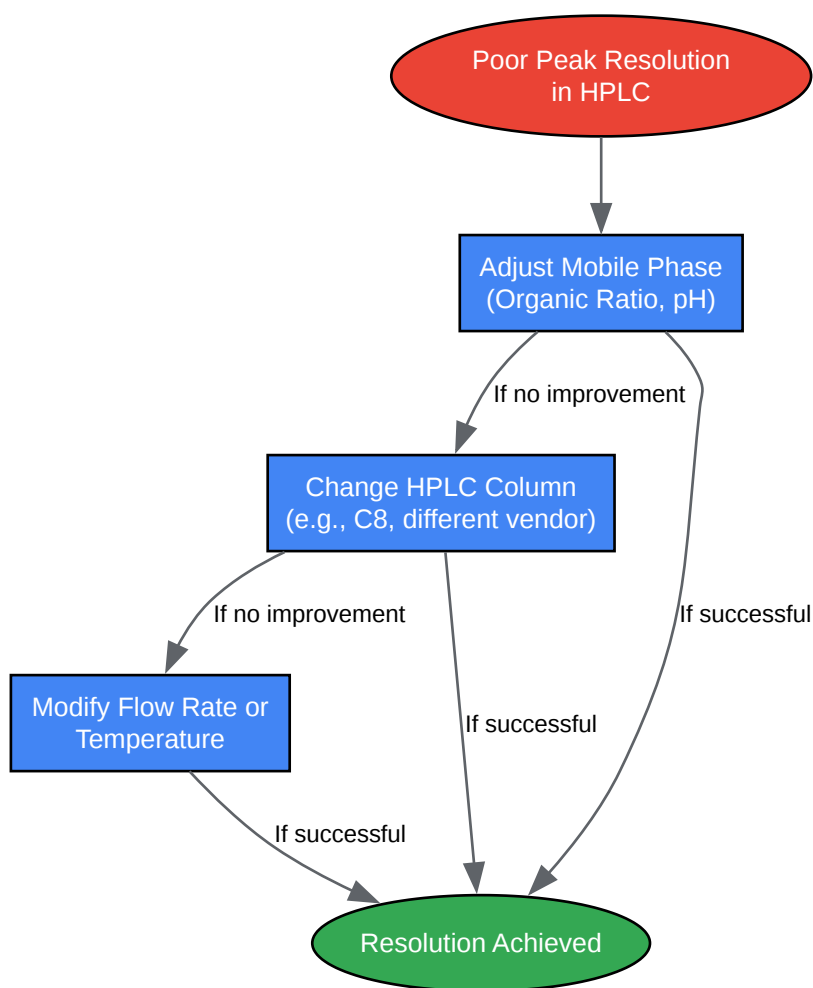 Poor Peak Resolution
in HPLC
Adjust Mobile Phase
(Organic Ratio, pH)
If no improvement
Change HPLC Column
(e.g., C8, different vendor)
If no improvement
If successful
Modify Flow Rate or
Temperature
If successful
If successful
Resolution Achieved